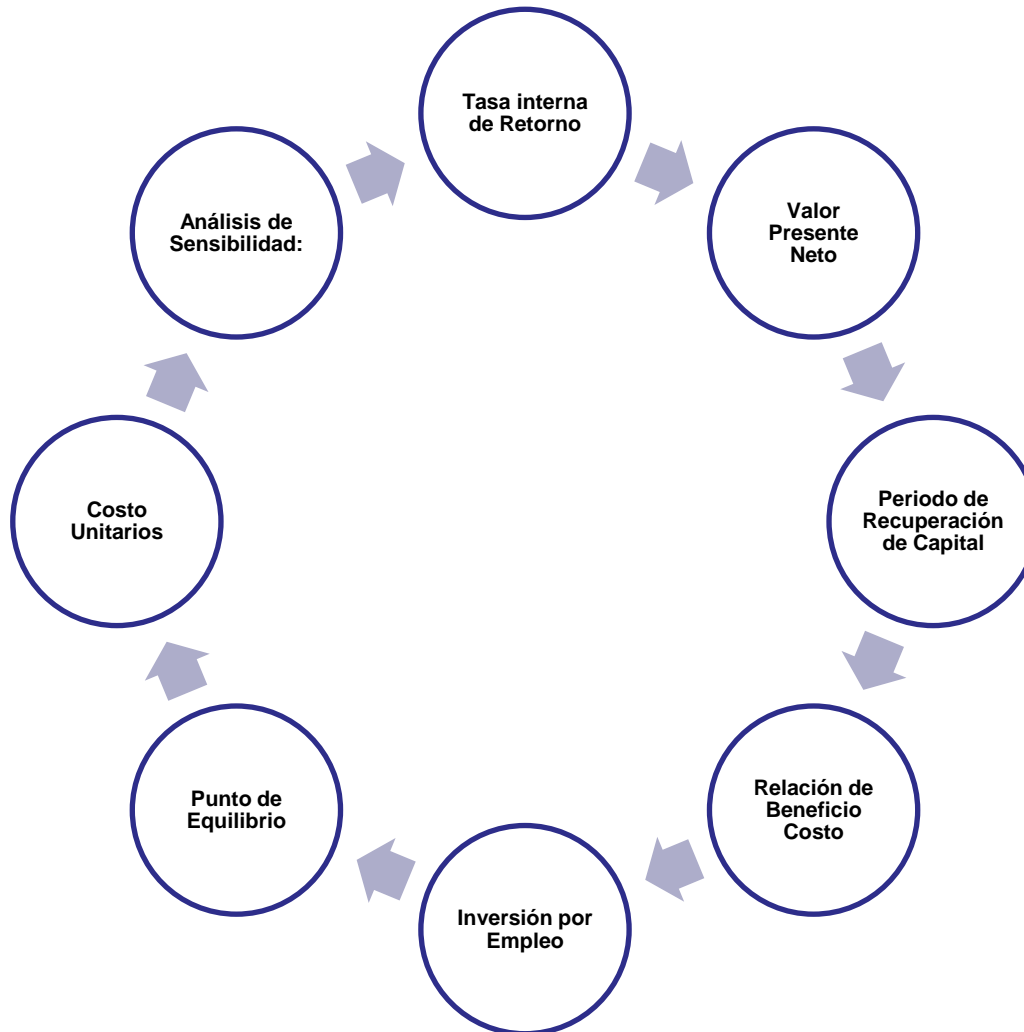 Tasa interna
de Retorno
Valor
Presente
Neto
Periodo de
Recuperación
de Capital
Relación de
Beneficio
Costo
Inversión por
Empleo
Punto de
Equilibrio
Costo
Unitarios
Análisis de
Sensibilidad: